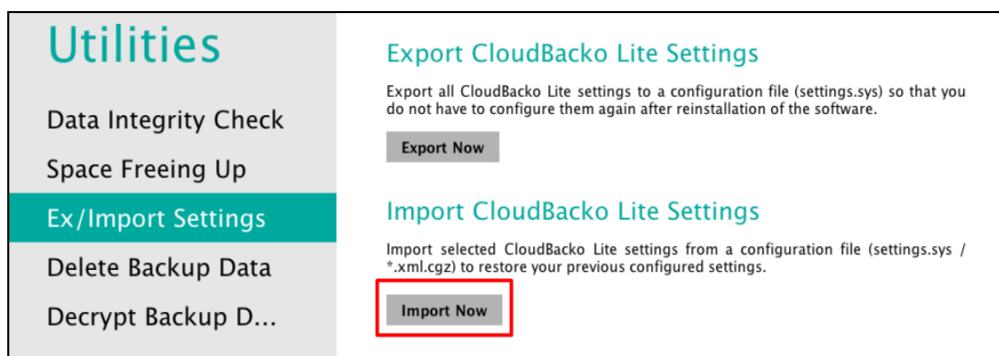 Utilities
Data Integrity Check
Space Freeing Up
Ex/Import Settings
Delete Backup Data
Decrypt Backup D...
Export CloudBacko Lite Settings
Export all CloudBacko Lite settings to a configuration file (settings.sys) so that you
do not have to configure them again after reinstallation of the software.
Export Now
Import CloudBacko Lite Settings
Import selected CloudBacko Lite settings from a configuration file (settings.sys /
*.xml.cgz) to restore your previous configured settings.
Import Now